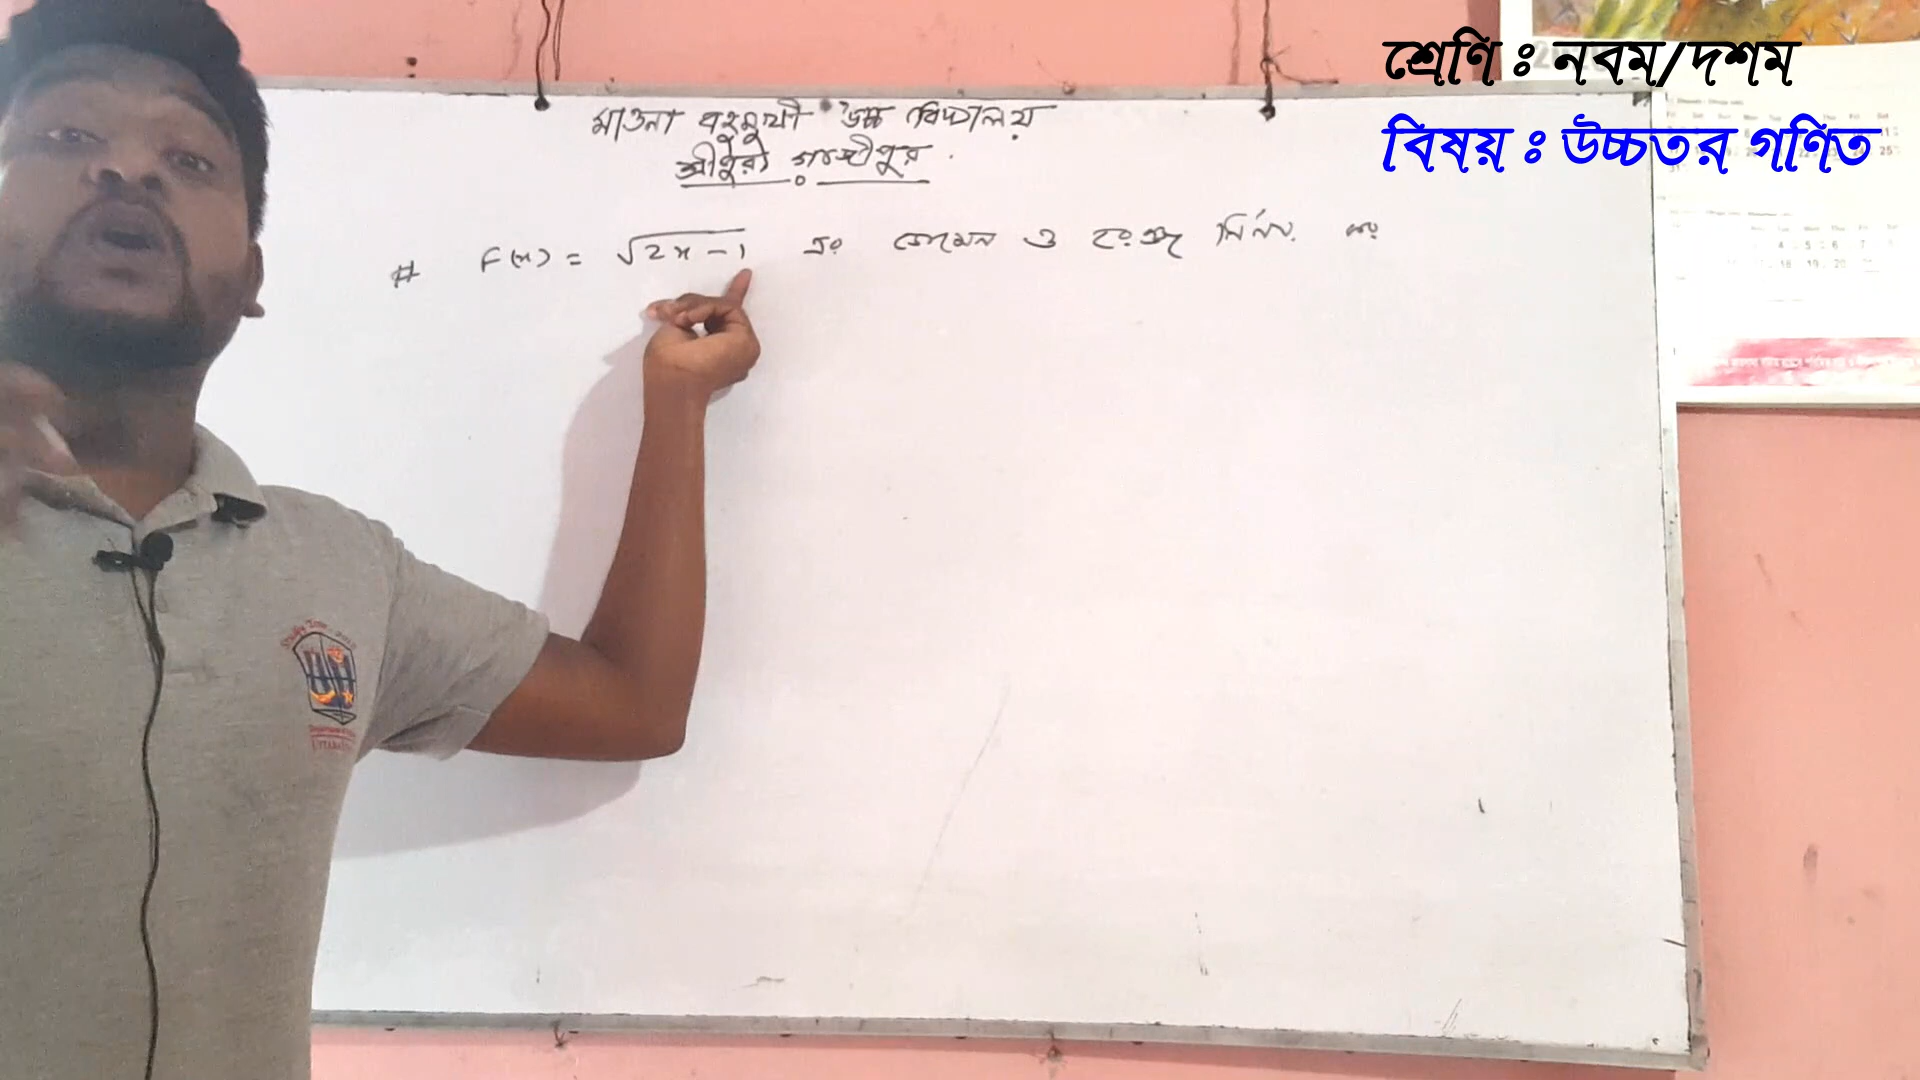 শ্রেণি ঃ নবম/দশম
বিষয় ঃ উচ্চতর গণিত
মাওনা বহুমুখী উচ্চ বিদ্যালয়
শ্রীপুর, গাজীপুর
# F(x) = √2x-1 এর ডোমেন ও রেঞ্জ নির্ণয় কর